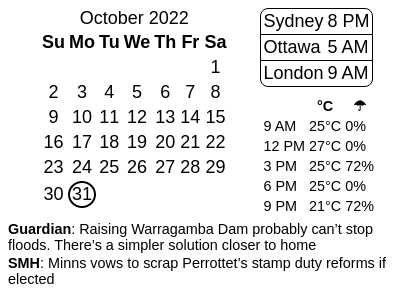 October 2022
Su Mo Tu We Th Fr Sa
1
2 3 4 5 6 7 8
9 10 11 12 13 14 15
16 17 18 19 20 21 22
23 24 25 26 27 28 29
30 31
Sydney 8 PM
Ottawa 5 AM
London 9 AM
°C ☂
9 AM 25°C 0%
12 PM 27°C 0%
3 PM 25°C 72%
6 PM 25°C 0%
9 PM 21°C 72%
Guardian: Raising Warragamba Dam probably can’t stop
floods. There’s a simpler solution closer to home
SMH: Minns vows to scrap Perrottet’s stamp duty reforms if
elected